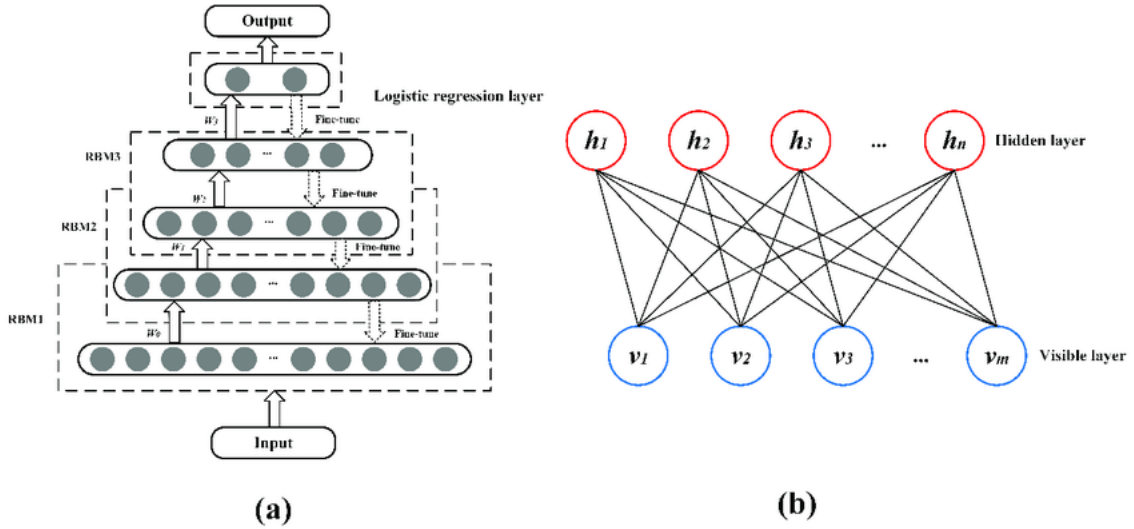 Output
Logistic regression layer
W3
Fine-tune
RBM3
...
W2
Fine-tune
RBM2
...
W1
Fine-tune
...
RBM1
W0
Fine-tune
...
Input
(a)
h1 h2 h3 ... hn Hidden layer
v1 v2 v3 ... vm Visible layer
(b)